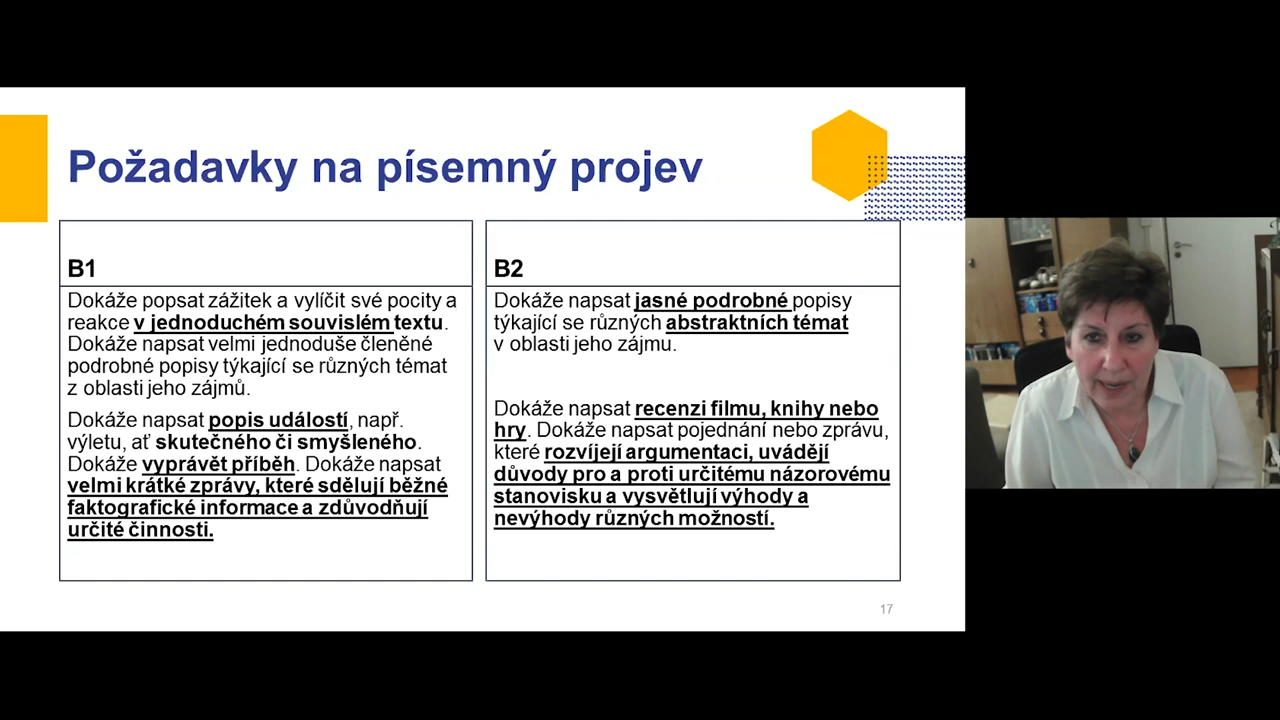 Požadavky na písemný projev
B1
Dokáže popsat zážitek a vylíčit své pocity a
reakce v jednoduchém souvislém textu.
Dokáže napsat velmi jednoduše členěné
podrobné popisy týkající se různých témat
z oblasti jeho zájmů.
Dokáže napsat popis událostí, např.
výletu, ať skutečného či smyšleného.
Dokáže vyprávět příběh. Dokáže napsat
velmi krátké zprávy, které sdělují běžné
faktografické informace a zdůvodňují
určité činnosti.
B2
Dokáže napsat jasné podrobné popisy
týkající se různých abstraktních témat
v oblasti jeho zájmu.
Dokáže napsat recenzi filmu, knihy nebo
hry. Dokáže napsat pojednání nebo zprávu,
které rozvíjejí argumentaci, uvádějí
důvody pro a proti určitému názorovému
stanovisku a vysvětlují výhody a
nevýhody různých možností.
17